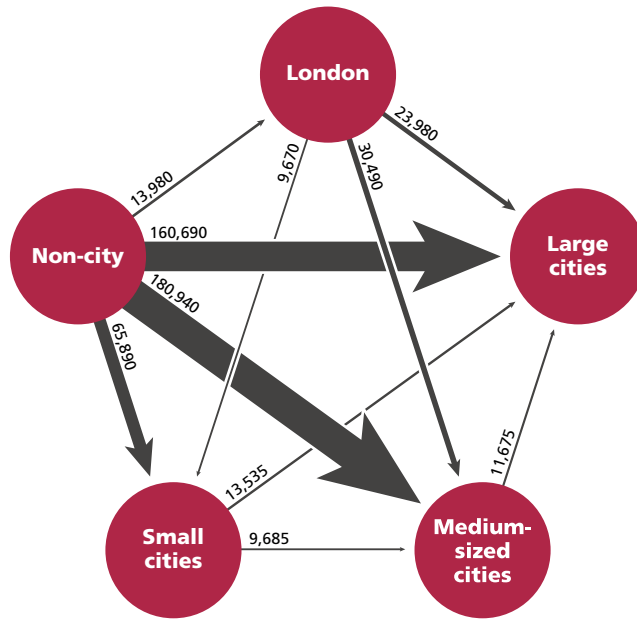 London
13,980
9,670
30,490
23,980
Non-city
160,690
180,940
65,890
Large
cities
13,535
9,685
11,675
Small
cities
Medium-
sized
cities